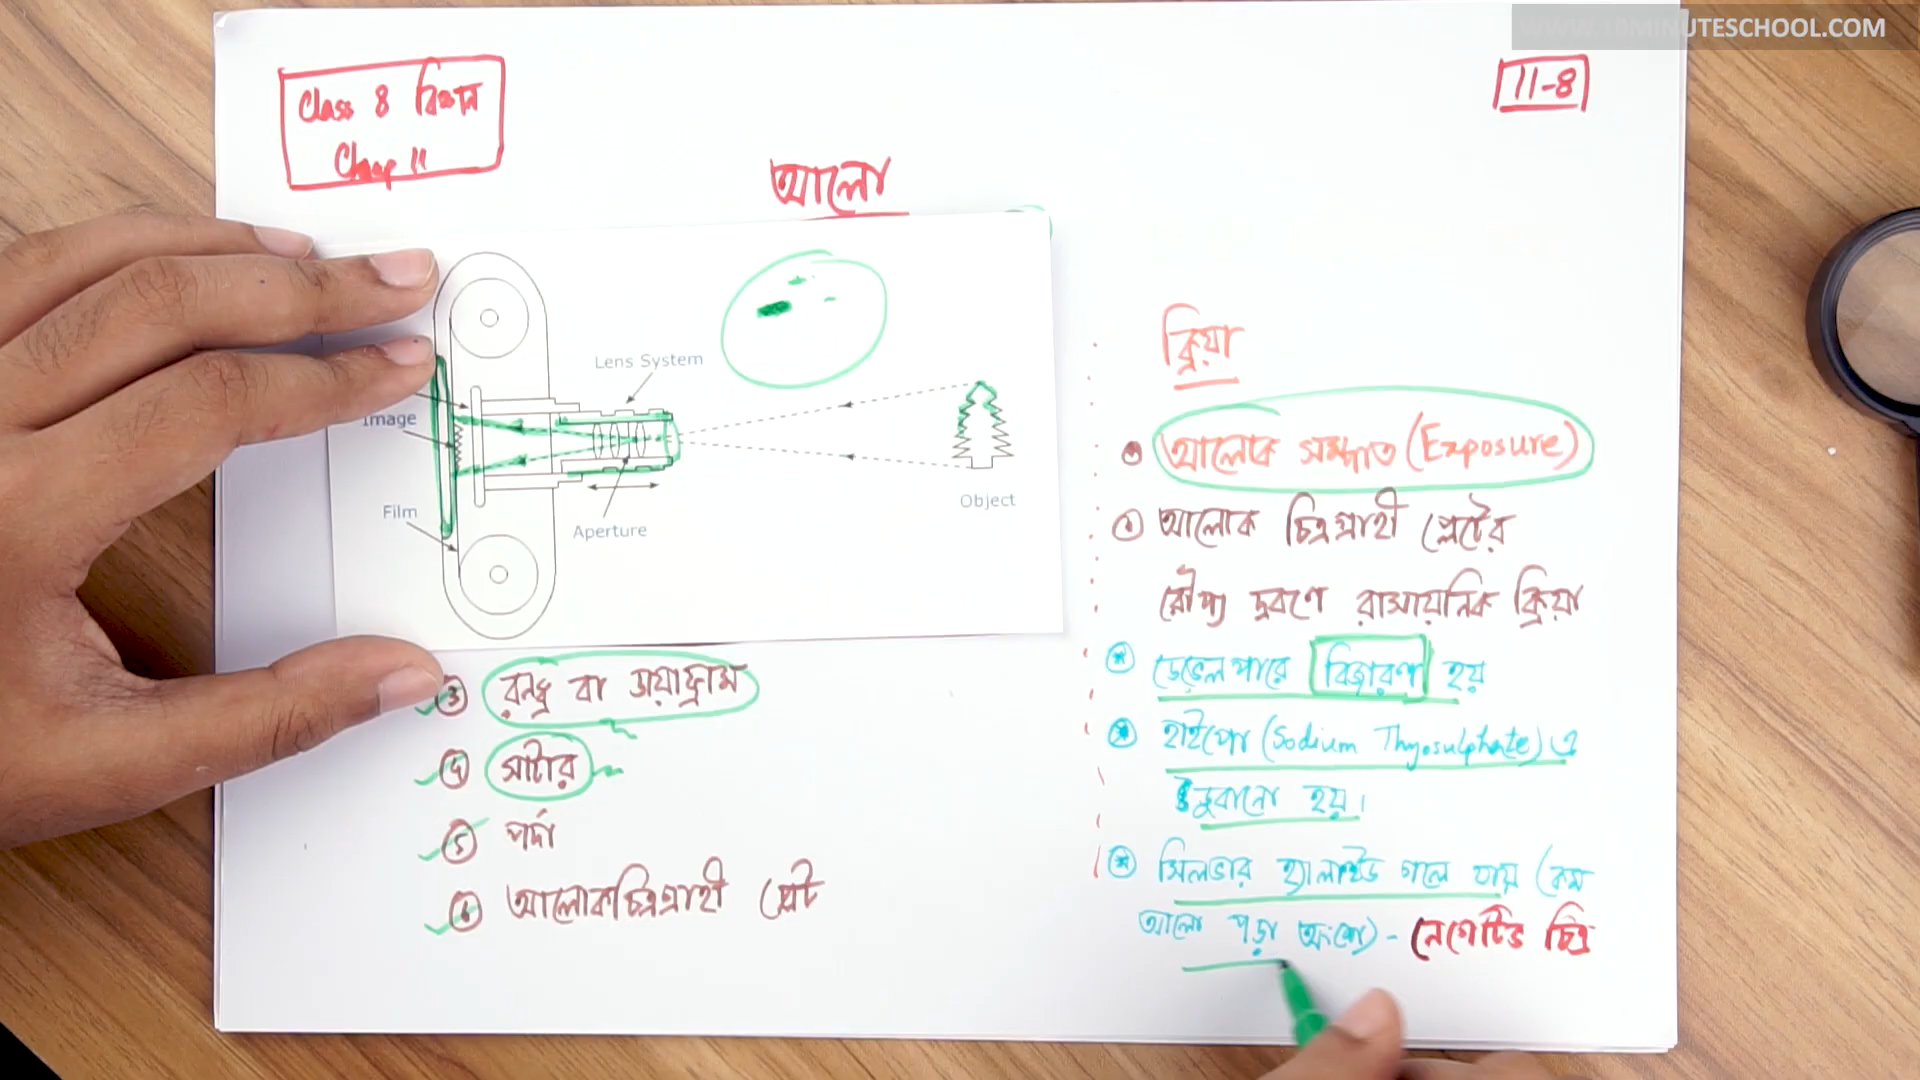 WWW.10MINUTESCHOOL.COM
Class 8 বিজ্ঞান
Chap 11
11-8
আলো
Lens System
Image
Film
Aperture
Object
৩ রন্ধ্র বা ডায়াফ্রাম
৪ সাটার
৫ পর্দা
৬ আলোকচিত্রগ্রাহী প্লেট
ক্রিয়া
আলোক সম্পাত (Exposure)
আলোক চিত্রগ্রাহী প্লেটের
রৌপ্য দ্রবণে রাসায়নিক ক্রিয়া
ডেভেলপারে বিজারণ হয়
হাইপো (Sodium Thyosulphate) এ
ডুবানো হয়।
সিলভার হ্যালাইড গলে যায় (কম
আলো পড়া অংশে) - নেগেটিভ চিত্র